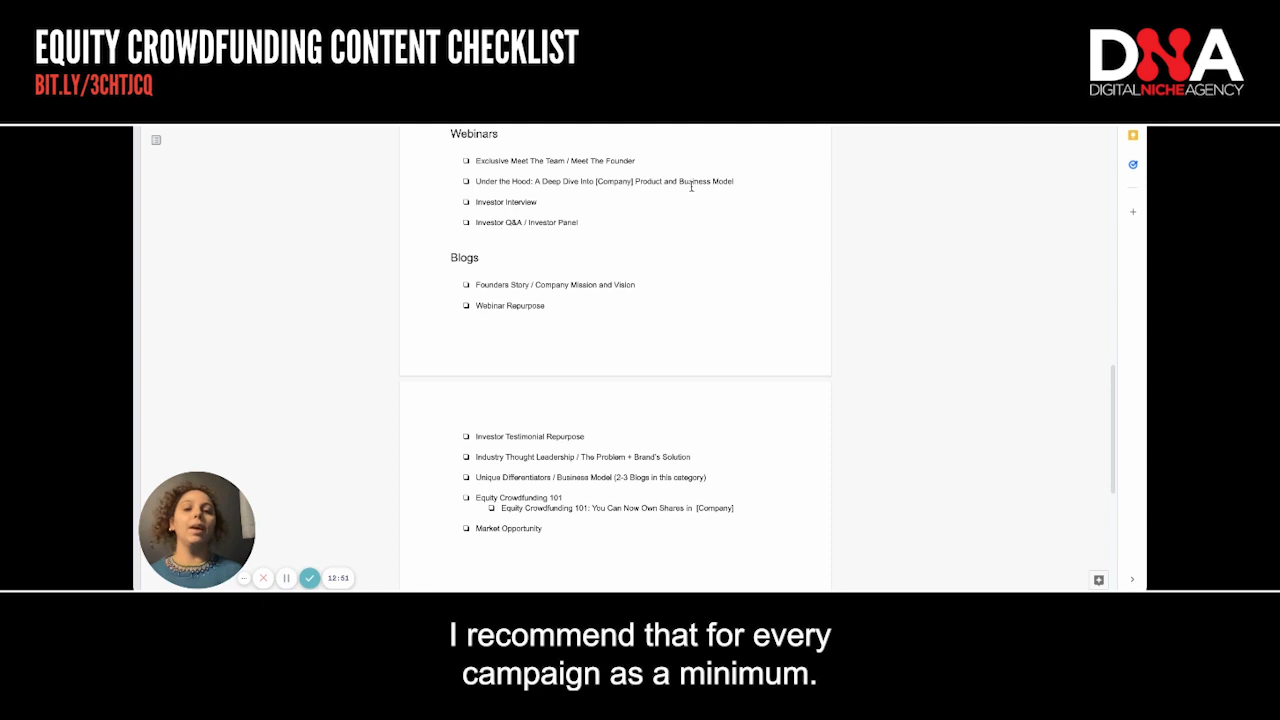 EQUITY CROWDFUNDING CONTENT CHECKLIST
BIT.LY/3CHTJCQ
DNA
DIGITALNICHEAGENCY
Webinars
Exclusive Meet The Team / Meet The Founder
Under the Hood: A Deep Dive Into [Company] Product and Business Model
Investor Interview
Investor Q&A / Investor Panel
Blogs
Founders Story / Company Mission and Vision
Webinar Repurpose
Investor Testimonial Repurpose
Industry Thought Leadership / The Problem + Brand's Solution
Unique Differentiators / Business Model (2-3 Blogs in this category)
Equity Crowdfunding 101
Equity Crowdfunding 101: You Can Now Own Shares in [Company]
Market Opportunity
12:51
I recommend that for every
campaign as a minimum.